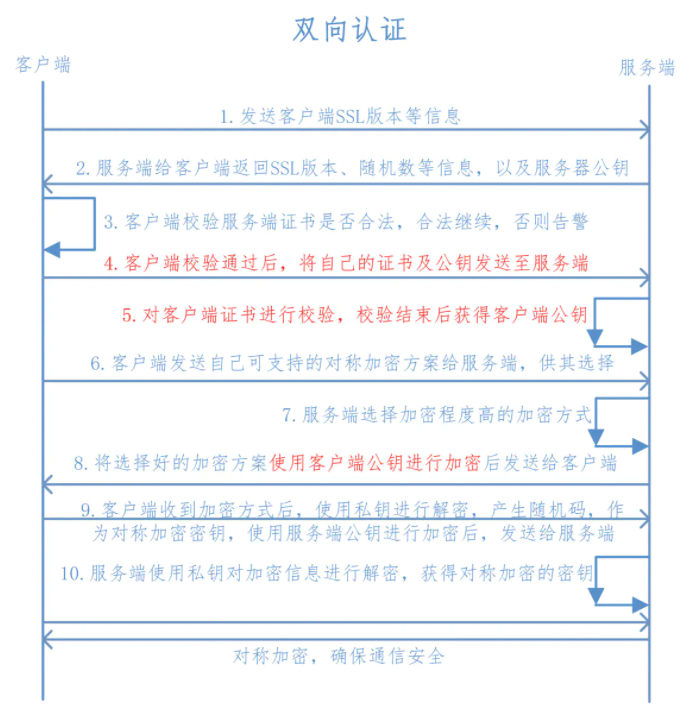 双向认证
客户端
服务端
1.发送客户端SSL版本等信息
2.服务端给客户端返回SSL版本、随机数等信息，以及服务器公钥
3.客户端校验服务端证书是否合法，合法继续，否则告警
4.客户端校验通过后，将自己的证书及公钥发送至服务端
5.对客户端证书进行校验，校验结束后获得客户端公钥
6.客户端发送自己可支持的对称加密方案给服务端，供其选择
7.服务端选择加密程度高的加密方式
8.将选择好的加密方案使用客户端公钥进行加密后发送给客户端
9.客户端收到加密方式后，使用私钥进行解密，产生随机码，作
为对称加密密钥，使用服务端公钥进行加密后，发送给服务端
10.服务端使用私钥对加密信息进行解密，获得对称加密的密钥
对称加密，确保通信安全